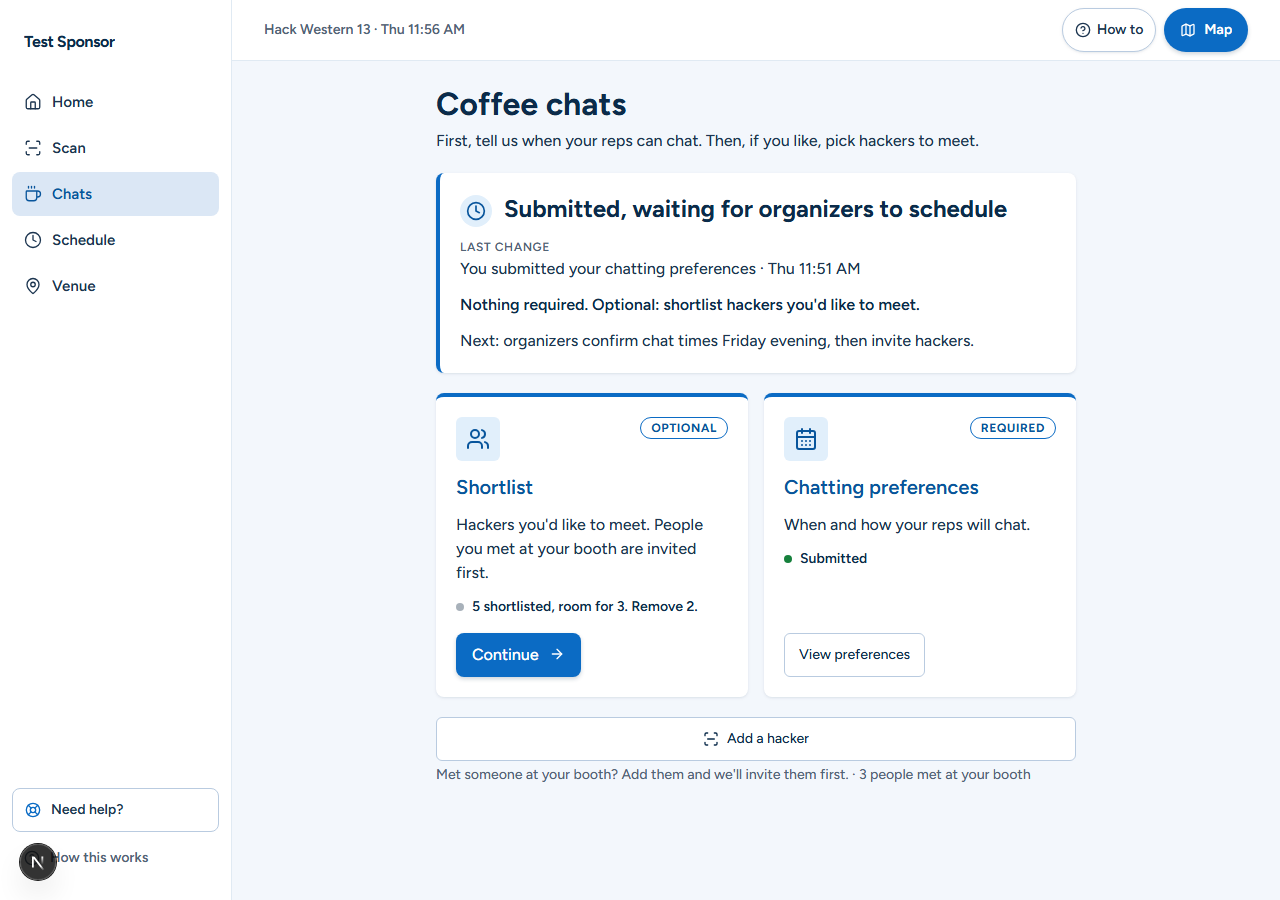 Test Sponsor
Home
Scan
Chats
Schedule
Venue
Need help?
How this works
N
Hack Western 13 · Thu 11:56 AM
How to
Map
Coffee chats
First, tell us when your reps can chat. Then, if you like, pick hackers to meet.
Submitted, waiting for organizers to schedule
LAST CHANGE
You submitted your chatting preferences · Thu 11:51 AM
Nothing required. Optional: shortlist hackers you'd like to meet.
Next: organizers confirm chat times Friday evening, then invite hackers.
OPTIONAL
Shortlist
Hackers you'd like to meet. People
you met at your booth are invited
first.
5 shortlisted, room for 3. Remove 2.
Continue
REQUIRED
Chatting preferences
When and how your reps will chat.
Submitted
View preferences
Add a hacker
Met someone at your booth? Add them and we'll invite them first. · 3 people met at your booth